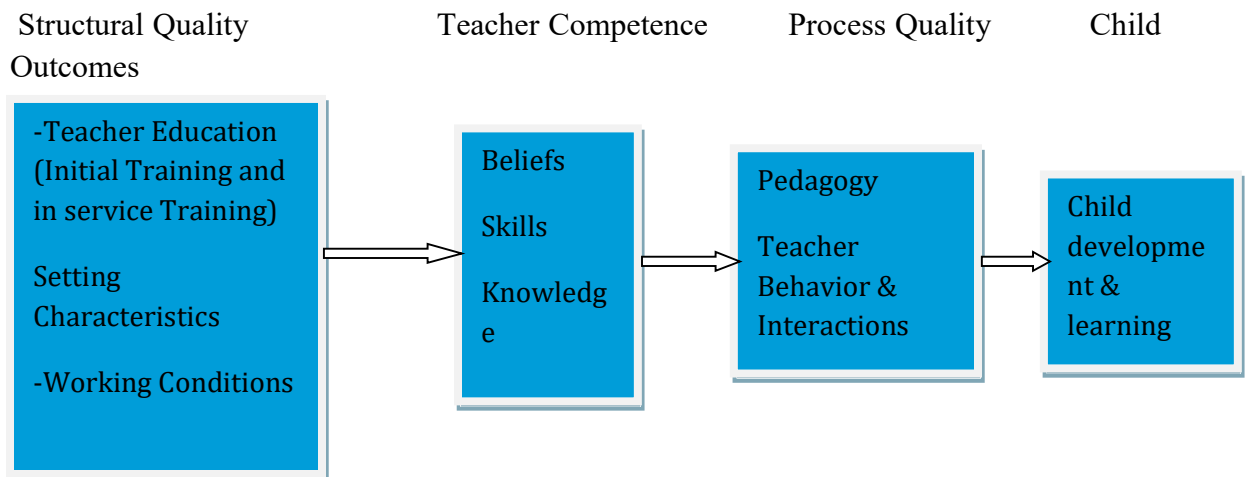 Structural Quality Teacher Competence Process Quality Child
Outcomes
-Teacher Education
(Initial Training and
in service Training)
Setting
Characteristics
-Working Conditions
Beliefs
Skills
Knowledg
e
Pedagogy
Teacher
Behavior &
Interactions
Child
developme
nt &
learning